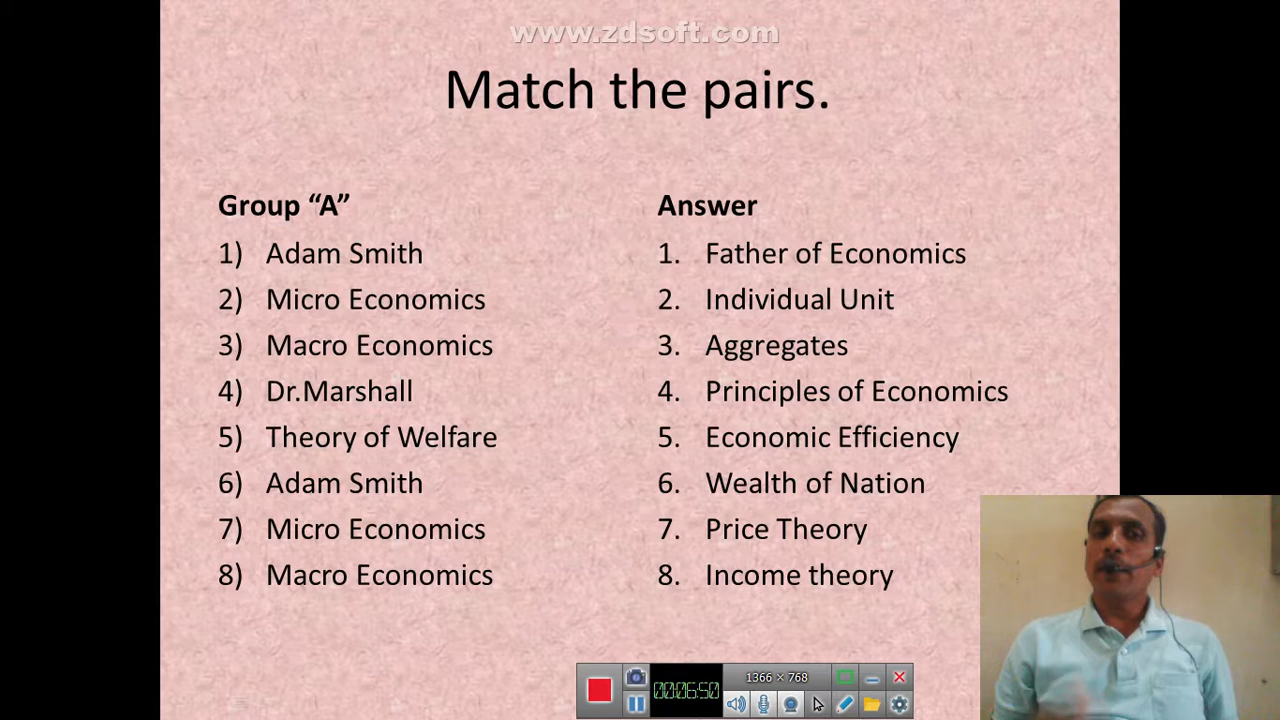 www.zdsoft.com
Match the pairs.
Group “A”
1) Adam Smith
2) Micro Economics
3) Macro Economics
4) Dr.Marshall
5) Theory of Welfare
6) Adam Smith
7) Micro Economics
8) Macro Economics
Answer
1. Father of Economics
2. Individual Unit
3. Aggregates
4. Principles of Economics
5. Economic Efficiency
6. Wealth of Nation
7. Price Theory
8. Income theory
00:06:50
1366 × 768